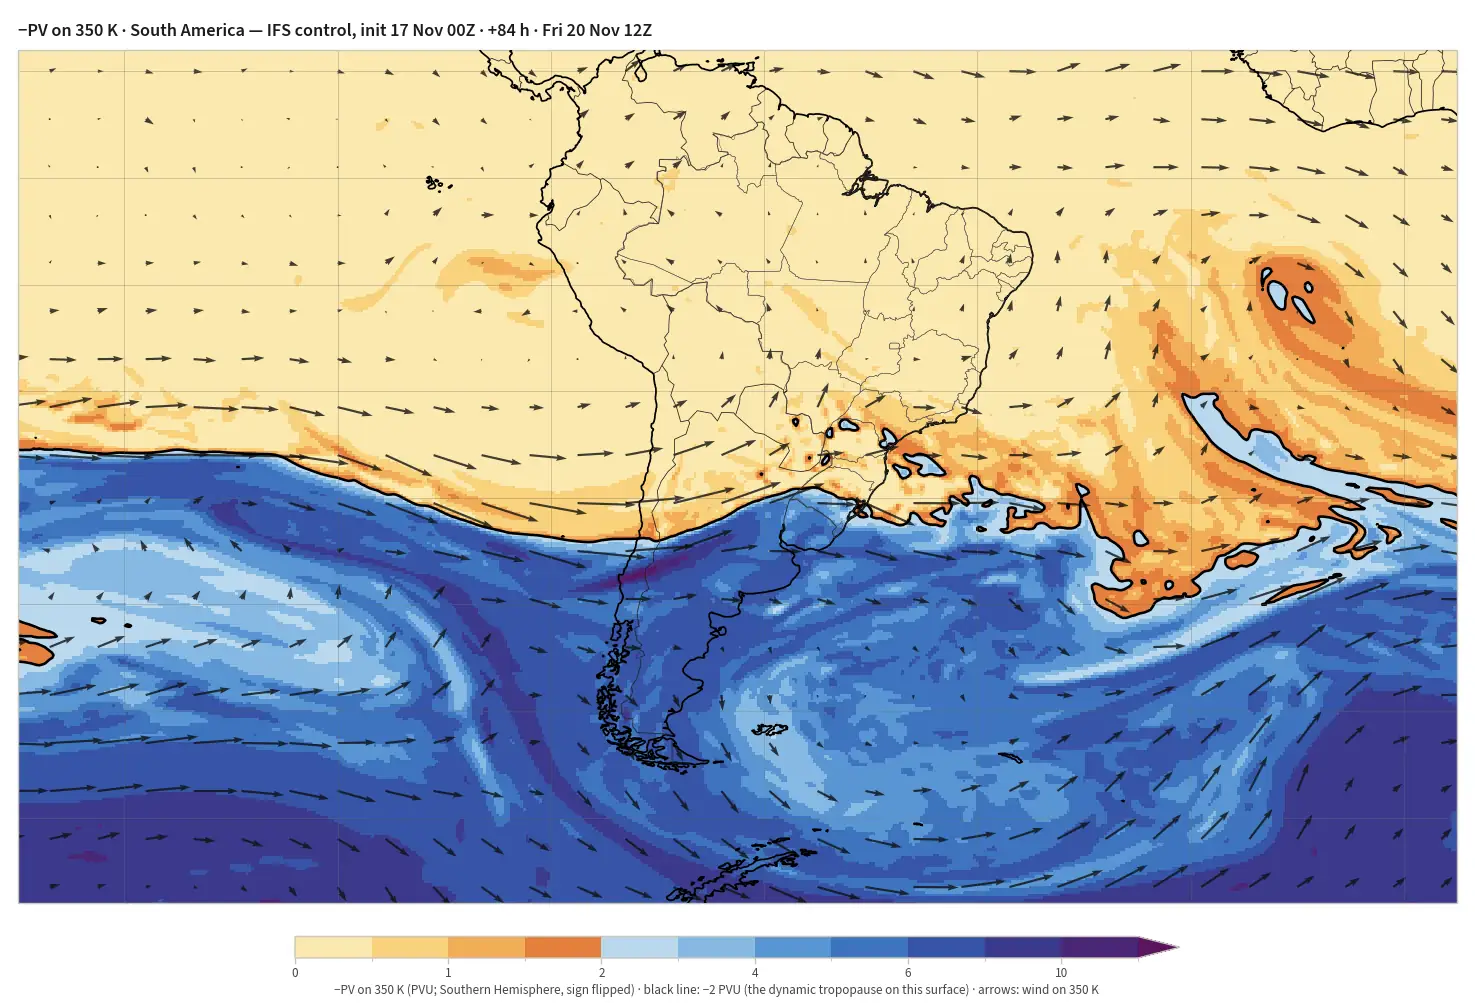 −PV on 350 K · South America — IFS control, init 17 Nov 00Z · +84 h · Fri 20 Nov 12Z
0 1 2 4 6 10
−PV on 350 K (PVU; Southern Hemisphere, sign flipped) · black line: −2 PVU (the dynamic tropopause on this surface) · arrows: wind on 350 K